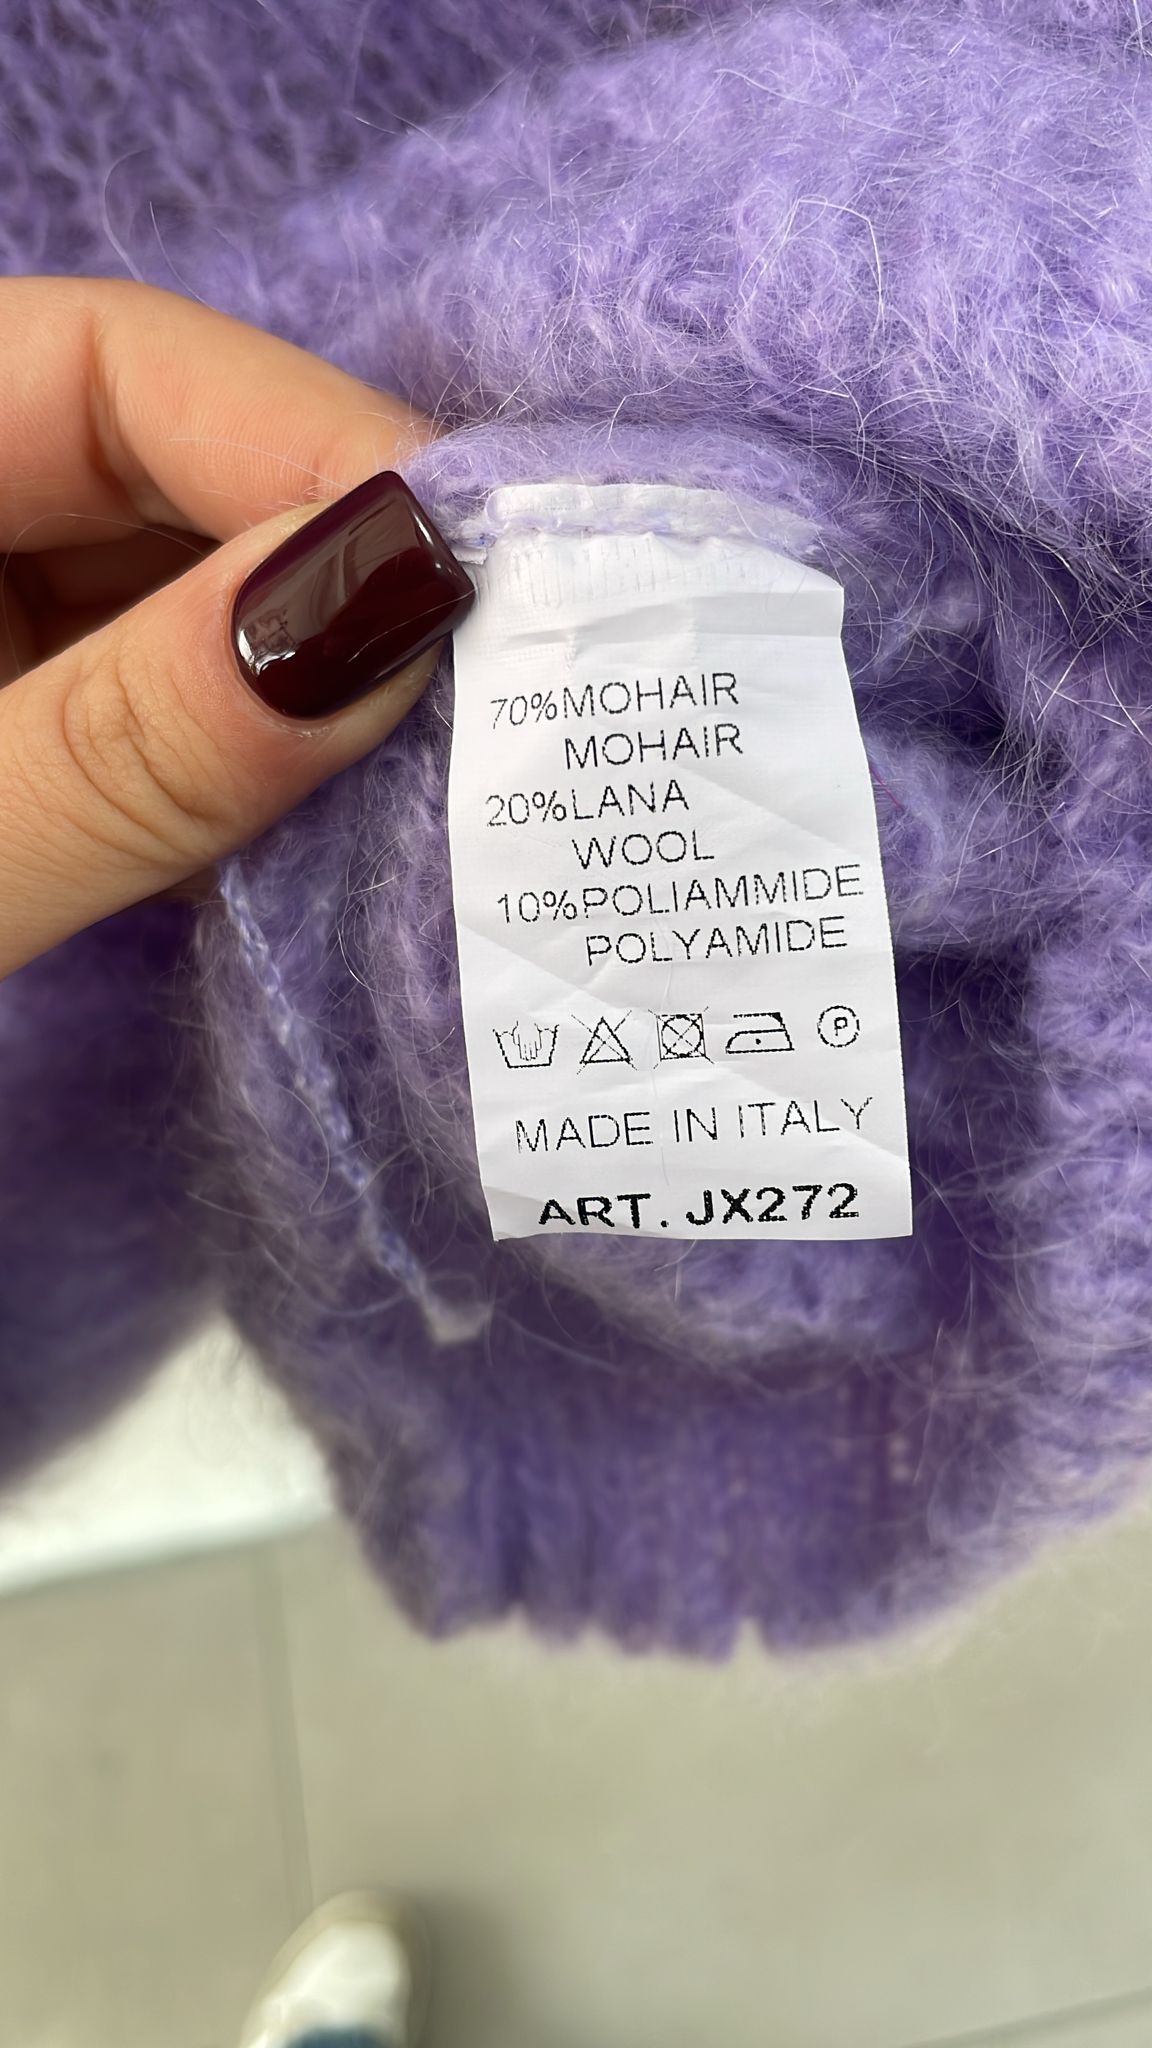 70%MOHAIR
MOHAIR
20%LANA
WOOL
10%POLIAMMIDE
POLYAMIDE
P
MADE IN ITALY
ART. JX272